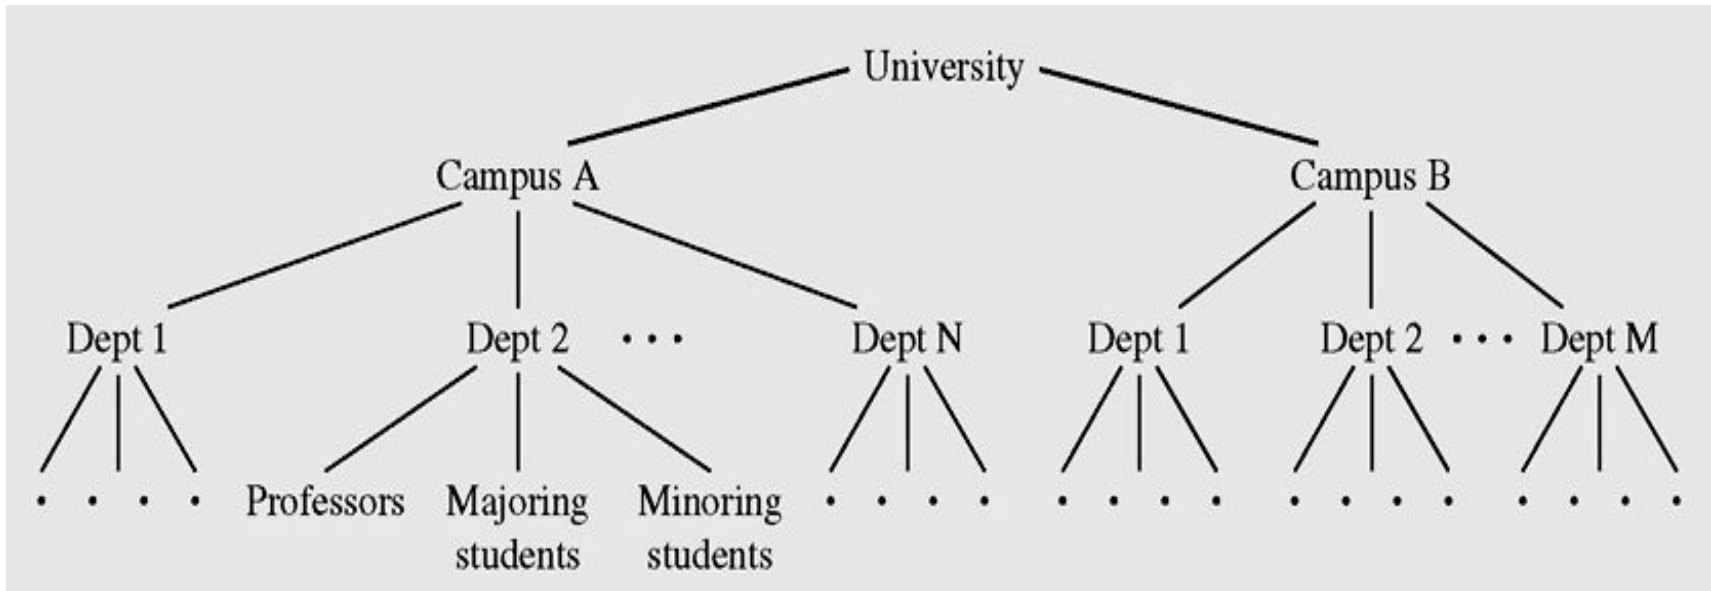 University
Campus A Campus B
Dept 1 Dept 2 · · · Dept N Dept 1 Dept 2 · · · Dept M
· · · · Professors Majoring Minoring · · · · · · · · · · · · · · · ·
students students